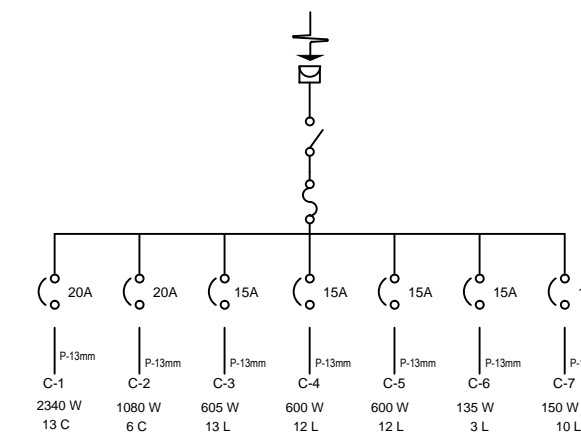 20A 20A 15A 15A 15A 15A
P-13mm P-13mm P-13mm P-13mm P-13mm P-13mm
C-1 C-2 C-3 C-4 C-5 C-6 C-7
2340 W 1080 W 605 W 600 W 600 W 135 W 150 W
13 C 6 C 13 L 12 L 12 L 3 L 10 L